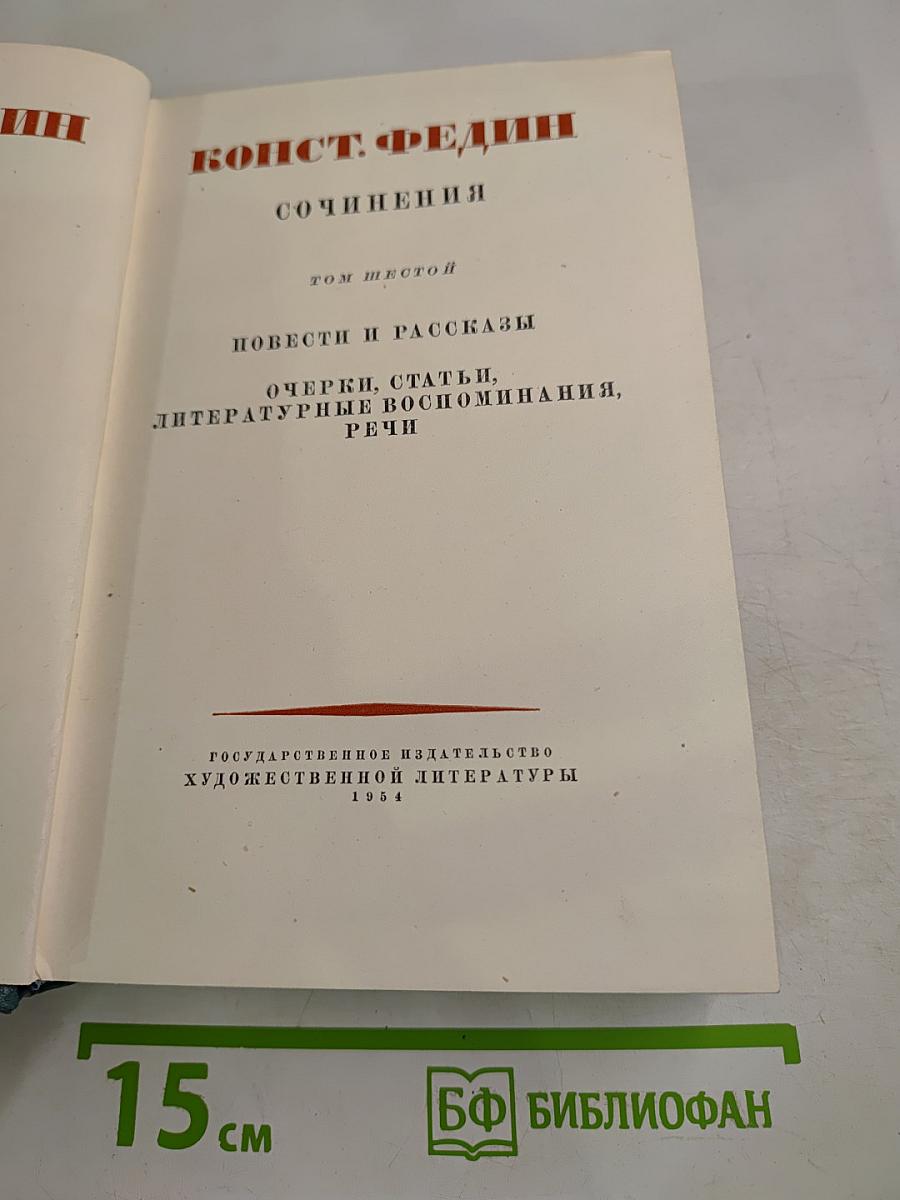 ИН
КОНСТ. ФЕДИН
СОЧИНЕНИЯ
ТОМ ШЕСТОЙ
ПОВЕСТИ И РАССКАЗЫ
ОЧЕРКИ, СТАТЬИ,
ЛИТЕРАТУРНЫЕ ВОСПОМИНАНИЯ,
РЕЧИ
ГОСУДАРСТВЕННОЕ ИЗДАТЕЛЬСТВО
ХУДОЖЕСТВЕННОЙ ЛИТЕРАТУРЫ
1954
15 см
БФ БИБЛИОФАН